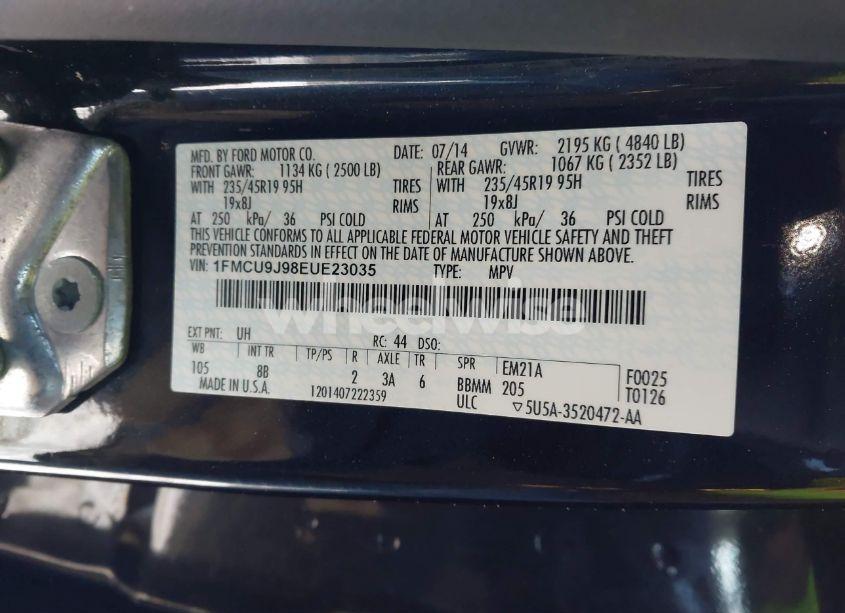 MFD. BY FORD MOTOR CO. DATE: 07/14 GVWR: 2195 KG ( 4840 LB)
FRONT GAWR: 1134 KG ( 2500 LB) REAR GAWR: 1067 KG ( 2352 LB)
WITH 235/45R19 95H TIRES WITH 235/45R19 95H TIRES
19x8J RIMS 19x8J RIMS
AT 250 kPa/ 36 PSI COLD AT 250 kPa/ 36 PSI COLD
THIS VEHICLE CONFORMS TO ALL APPLICABLE FEDERAL MOTOR VEHICLE SAFETY AND THEFT
PREVENTION STANDARDS IN EFFECT ON THE DATE OF MANUFACTURE SHOWN ABOVE.
VIN: 1FMCU9J98EUE23035 TYPE: MPV
wheelwise
EXT PNT: UH RC: 44 DSO:
WB INT TR TP/PS R AXLE TR SPR EM21A F0025
105 8B 2 3A 6 BBMM 205 T0126
MADE IN U.S.A. 1201407222359 ULC ▽5U5A-3520472-AA